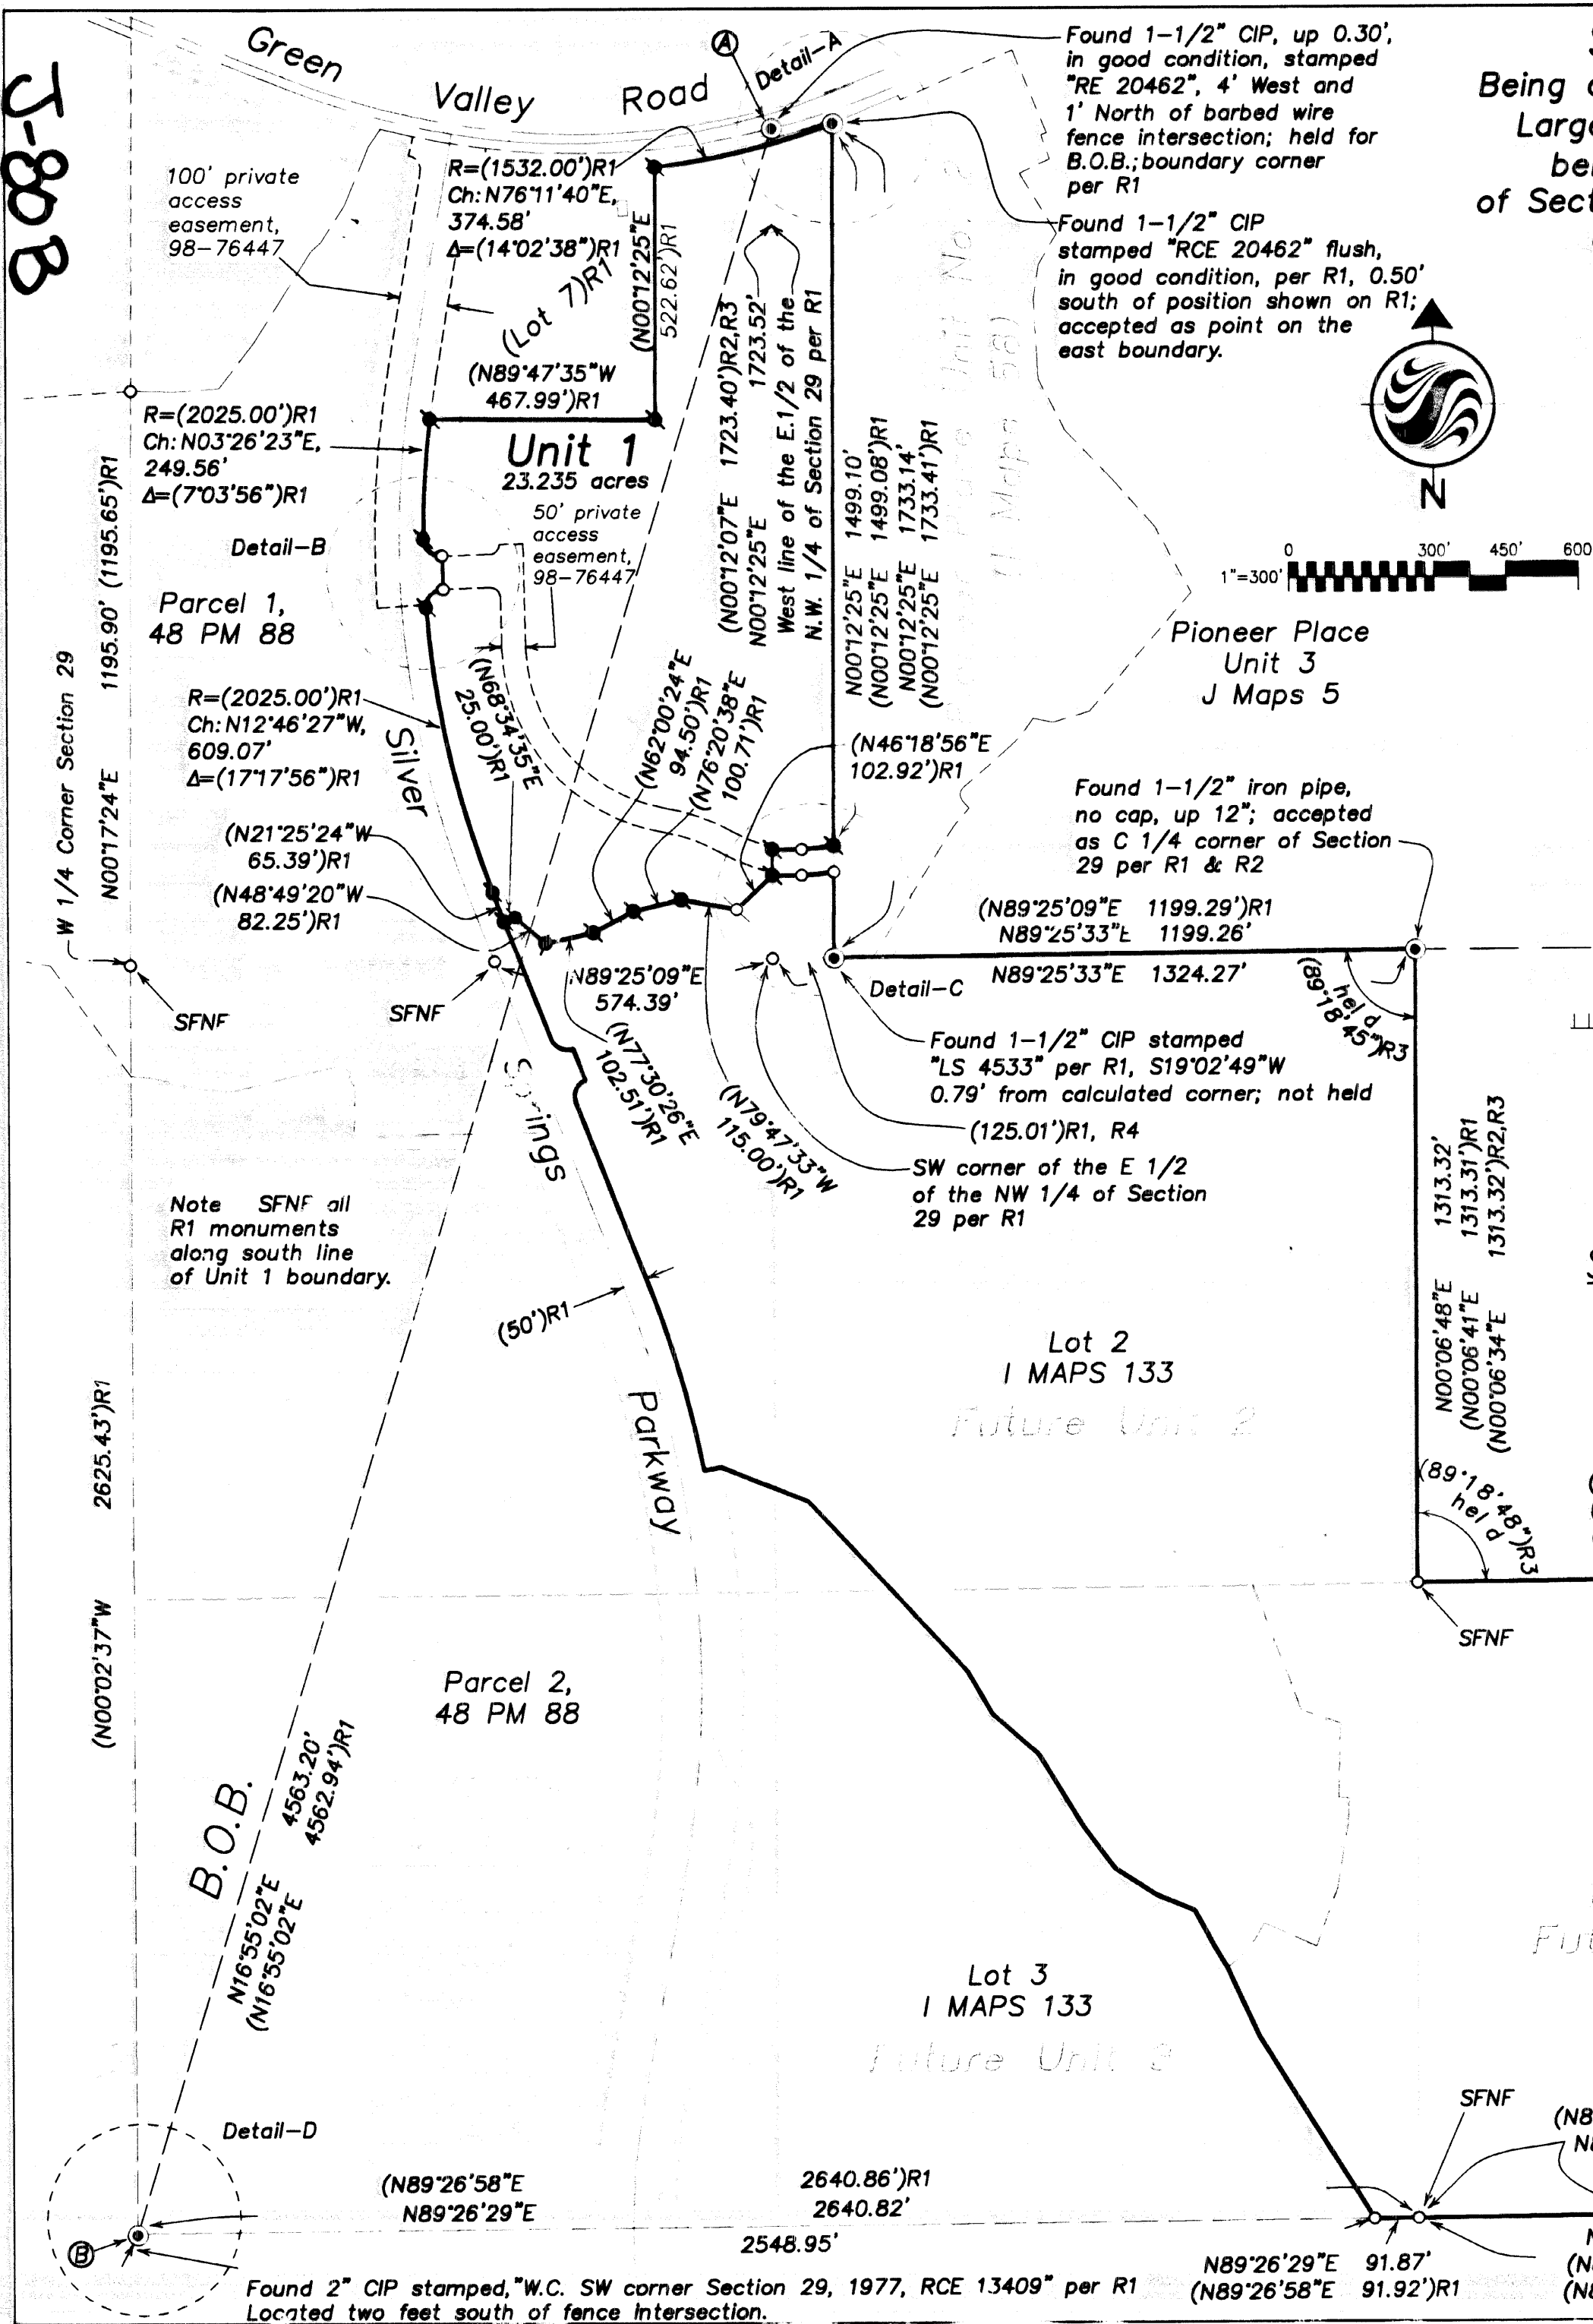 J-80B
Green Valley Road
Ⓐ
Detail-A
Found 1-1/2" CIP, up 0.30',
in good condition, stamped
"RE 20462", 4' West and
1' North of barbed wire
fence intersection; held for
B.O.B.; boundary corner
per R1
Being
Larg
be
of Sect
Found 1-1/2" CIP
stamped "RCE 20462" flush,
in good condition, per R1, 0.50'
south of position shown on R1;
accepted as point on the
east boundary.
100' private
access
easement,
98-76447
R=(1532.00')R1
Ch: N76°11'40"E,
374.58'
Δ=(14°02'38")R1
(Lot 7)R1
(N00°12'25"E
522.62')R1
(N89°47'35"W
467.99')R1
Unit 1
23.235 acres
R=(2025.00')R1
Ch: N03°26'23"E,
249.56'
Δ=(7°03'56")R1
50' private
access
easement,
98-76447
Detail-B
Parcel 1,
48 PM 88
(N00°12'07"E 1723.40')R2,R3
N00°12'25"E 1723.52'
West line of the E.1/2 of the
N.W. 1/4 of Section 29 per R1
N00°12'25"E 1499.10'
(N00°12'25"E 1499.08')R1
N00°12'25"E 1733.14'
(N00°12'25"E 1733.41')R1
N
0 300' 450' 600
1"=300'
Pioneer Place
Unit 3
J Maps 5
W 1/4 Corner Section 29
N00°17'24"E 1195.90' (1195.65')R1
R=(2025.00')R1
Ch: N12°46'27"W,
609.07'
Δ=(17°17'56")R1
Silver Springs Parkway
(N68°34'35"E
25.00')R1
(N62°00'24"E
94.50')R1
(N76°20'38"E
100.71')R1
(N46°18'56"E
102.92')R1
Found 1-1/2" iron pipe,
no cap, up 12"; accepted
as C 1/4 corner of Section
29 per R1 & R2
(N21°25'24"W
65.39')R1
(N48°49'20"W
82.25')R1
(N89°25'09"E 1199.29')R1
N89°25'33"E 1199.26'
N89°25'33"E 1324.27'
Detail-C
held
(89°18'45")R3
SFNF
SFNF
N89°25'09"E
574.39'
(N77°30'26"E
102.51')R1
(N79°47'33"W
115.00')R1
Found 1-1/2" CIP stamped
"LS 4533" per R1, S19°02'49"W
0.79' from calculated corner; not held
(125.01')R1, R4
SW corner of the E 1/2
of the NW 1/4 of Section
29 per R1
Note SFNF all
R1 monuments
along south line
of Unit 1 boundary.
(50')R1
N00°06'48"E 1313.32'
(N00°06'41"E 1313.31')R1
(N00°06'34"E 1313.32')R2,R3
Lot 2
I MAPS 133
Future Unit 2
(89°18'48")R3
held
SFNF
(N00°02'37"W 2625.43')R1
Parcel 2,
48 PM 88
B.O.B.
N16°55'02"E 4563.20'
(N16°55'02"E 4562.94')R1
Lot 3
I MAPS 133
Future Unit
Fut
SFNF
(N8
Detail-D
(N89°26'58"E 2640.86')R1
N89°26'29"E 2640.82'
2548.95'
Ⓑ
N89°26'29"E 91.87'
(N89°26'58"E 91.92')R1
Found 2" CIP stamped, "W.C. SW corner Section 29, 1977, RCE 13409" per R1
Located two feet south of fence intersection.